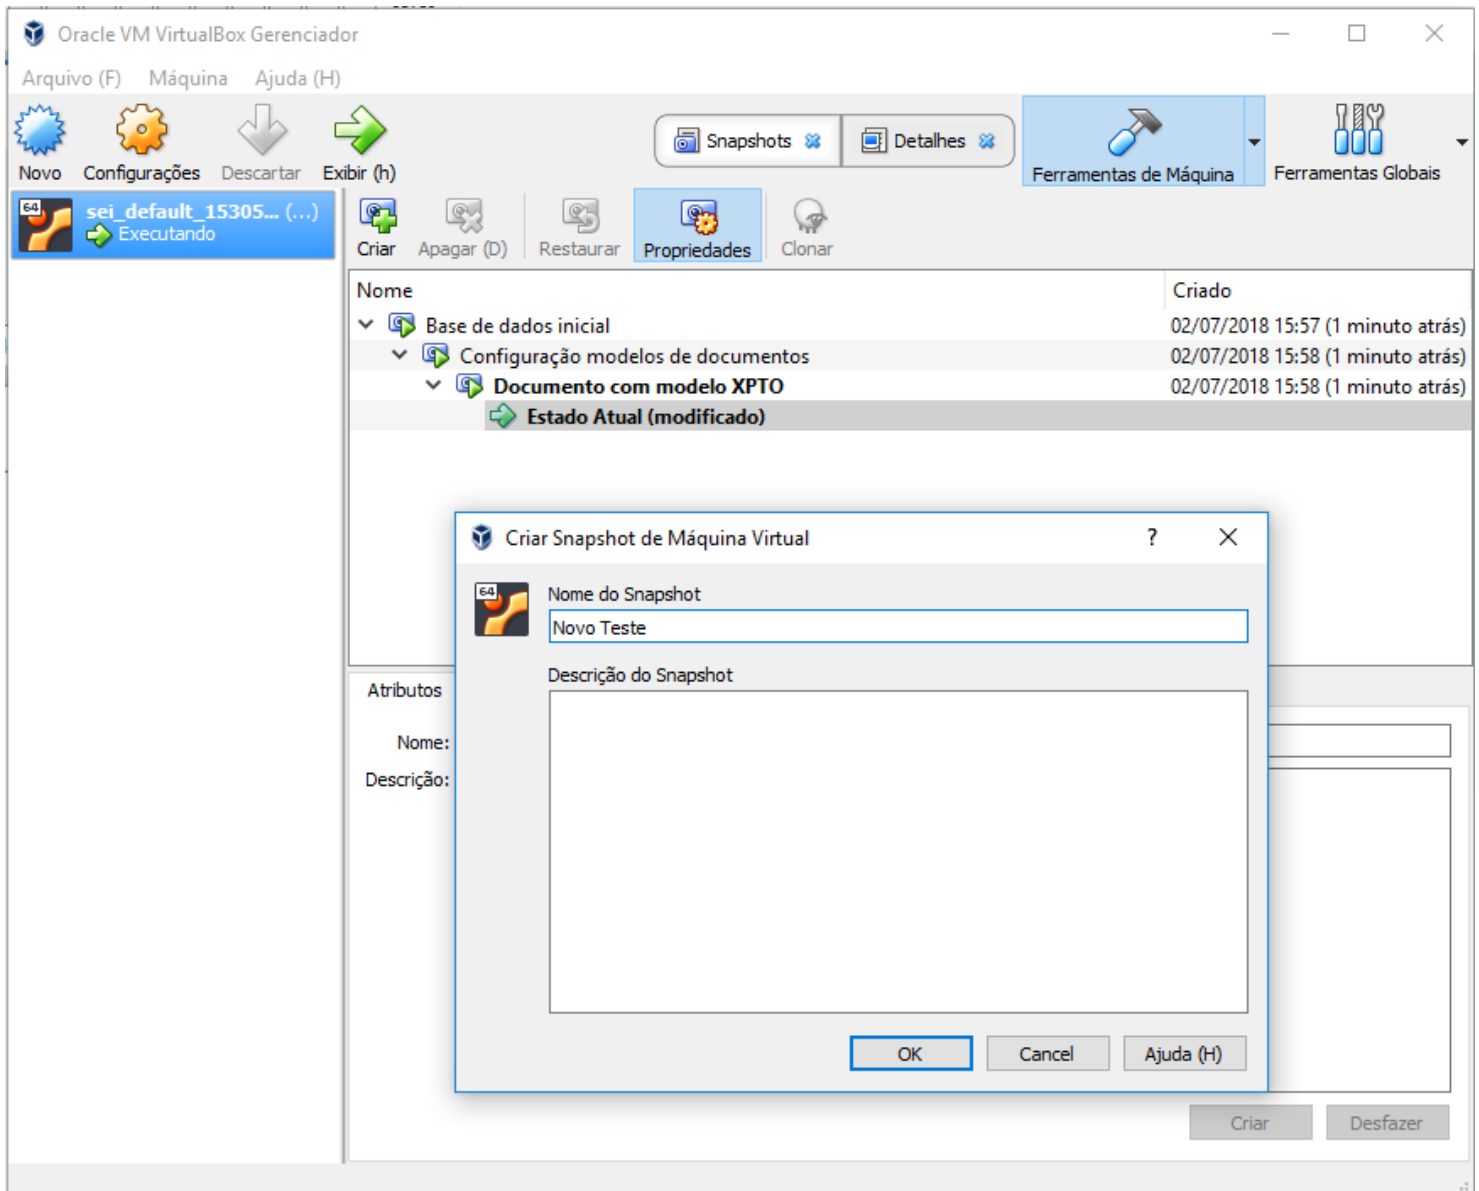 Oracle VM VirtualBox Gerenciador
Arquivo (F) Máquina Ajuda (H)
Novo Configurações Descartar Exibir (h)
Snapshots Detalhes
Ferramentas de Máquina Ferramentas Globais
64 sei_default_15305... (...)
Executando
Criar Apagar (D) Restaurar Propriedades Clonar
Nome Criado
Base de dados inicial 02/07/2018 15:57 (1 minuto atrás)
Configuração modelos de documentos 02/07/2018 15:58 (1 minuto atrás)
Documento com modelo XPTO 02/07/2018 15:58 (1 minuto atrás)
Estado Atual (modificado)
Criar Snapshot de Máquina Virtual ?
64 Nome do Snapshot
Novo Teste
Descrição do Snapshot
OK Cancel Ajuda (H)
Atributos
Nome:
Descrição:
Criar Desfazer